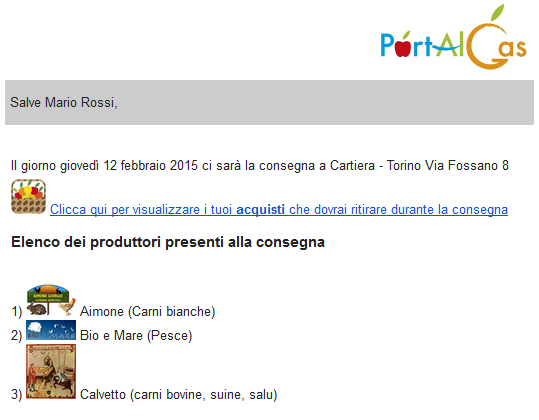 PortAlGas
Salve Mario Rossi,
Il giorno giovedì 12 febbraio 2015 ci sarà la consegna a Cartiera - Torino Via Fossano 8
Clicca qui per visualizzare i tuoi acquisti che dovrai ritirare durante la consegna
Elenco dei produttori presenti alla consegna
1) AIMONE GIORGIO Aimone (Carni bianche)
2) Bio e Mare (Pesce)
3) Calvetto (carni bovine, suine, salu)